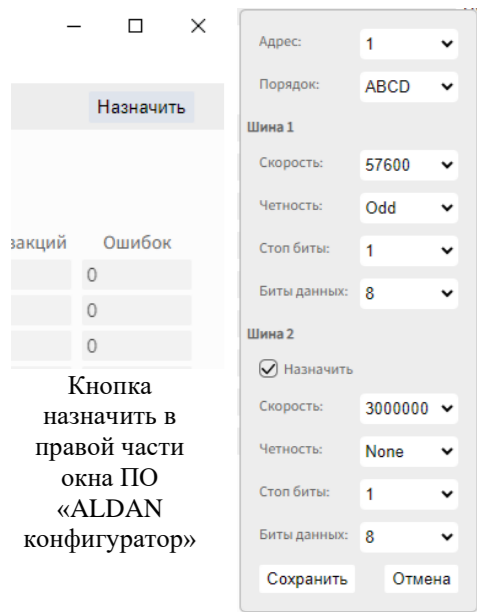 Назначить
Ошибок
0
0
0
Кнопка
назначить в
правой части
окна ПО
«ALDAN
конфигуратор»
Адрес: 1
Порядок: ABCD
Шина 1
Скорость: 57600
Четность: Odd
Стоп биты: 1
Биты данных: 8
Шина 2
Назначить
Скорость: 3000000
Четность: None
Стоп биты: 1
Биты данных: 8
Сохранить Отмена